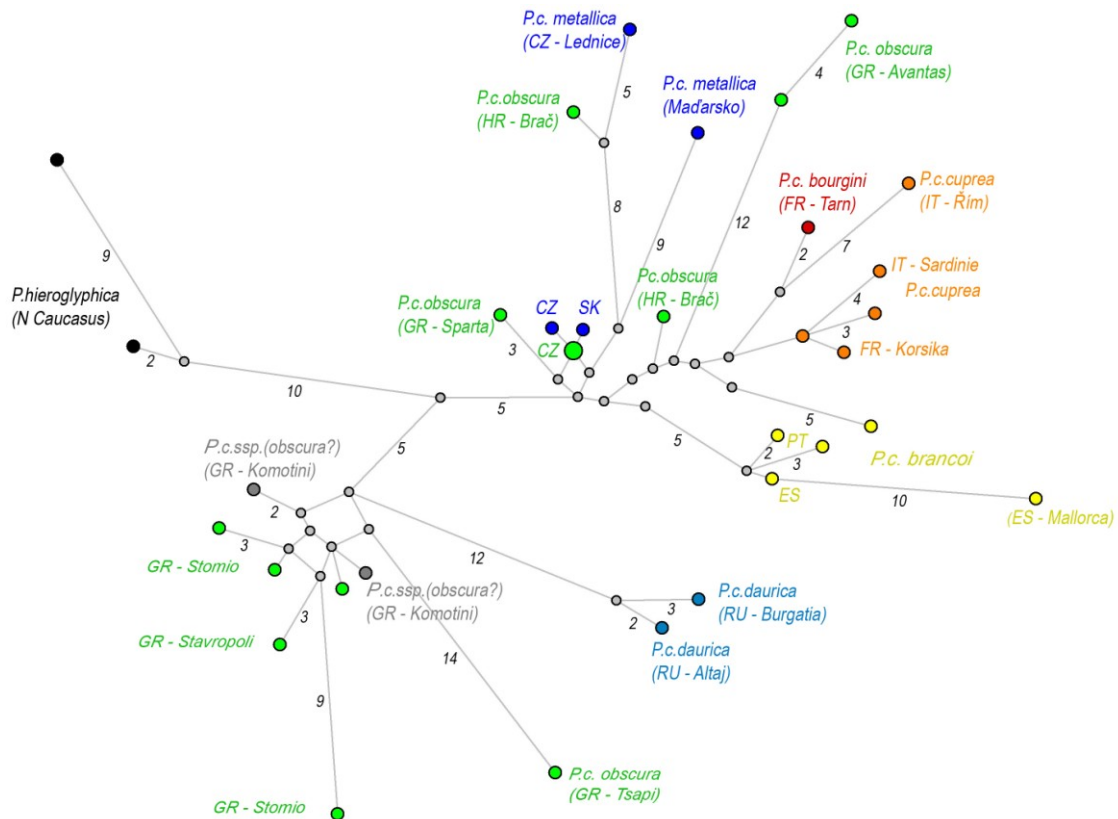 P.c. metallica
(CZ - Lednice)
P.c. obscura
(GR - Avantas)
4
5
P.c. metallica
(Maďarsko)
P.c.obscura
(HR - Brač)
12
P.c. bourgini
(FR - Tarn)
P.c.cuprea
(IT - Řím)
8
9
9
2
7
P.hieroglyphica
(N Caucasus)
2
P.c.obscura
(GR - Sparta)
3
CZ
SK
CZ
Pc.obscura
(HR - Brač)
IT - Sardinie
P.c.cuprea
4
3
FR - Korsika
10
5
5
5
5
PT
2
3
ES
P.c. brancoi
10
(ES - Mallorca)
P.c.ssp.(obscura?)
(GR - Komotini)
2
3
GR - Stomio
P.c.ssp.(obscura?)
(GR - Komotini)
12
3
2
P.c.daurica
(RU - Burgatia)
P.c.daurica
(RU - Altaj)
3
GR - Stavropoli
14
9
P.c. obscura
(GR - Tsapi)
GR - Stomio